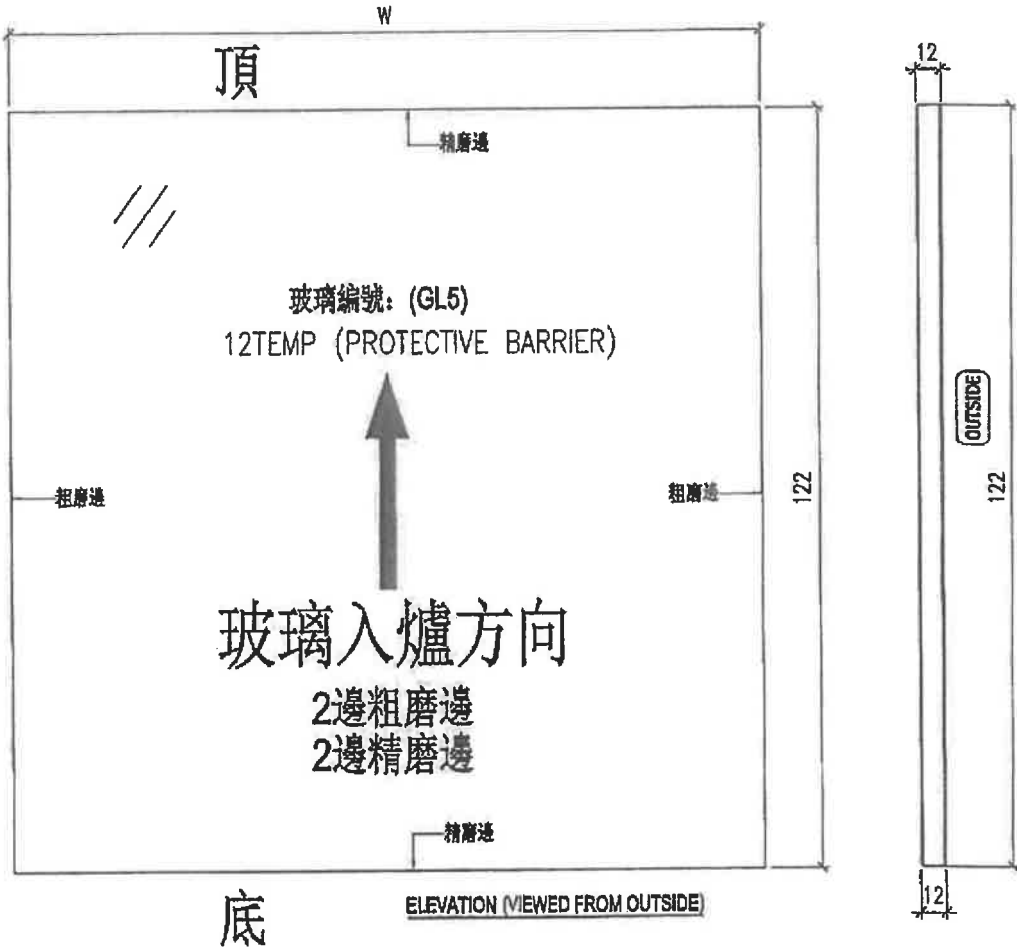 W
頂
12
精磨邊
玻璃編號：(GL5)
12TEMP (PROTECTIVE BARRIER)
OUTSIDE
粗磨邊
粗磨邊
122
122
玻璃入爐方向
2邊粗磨邊
2邊精磨邊
精磨邊
底
ELEVATION (VIEWED FROM OUTSIDE)
12